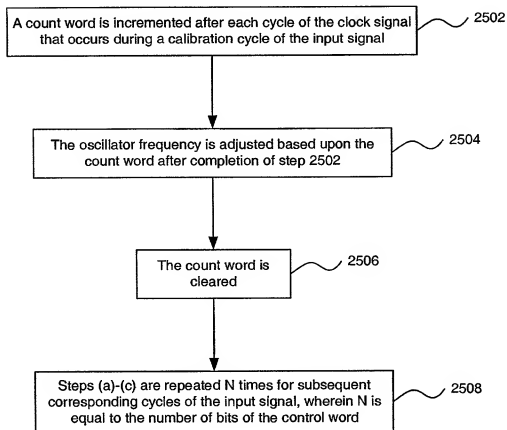 A count word is incremented after each cycle of the clock signal
that occurs during a calibration cycle of the input signal
2502
The oscillator frequency is adjusted based upon the
count word after completion of step 2502
2504
The count word is
cleared
2506
Steps (a)-(c) are repeated N times for subsequent
corresponding cycles of the input signal, wherein N is
equal to the number of bits of the control word
2508